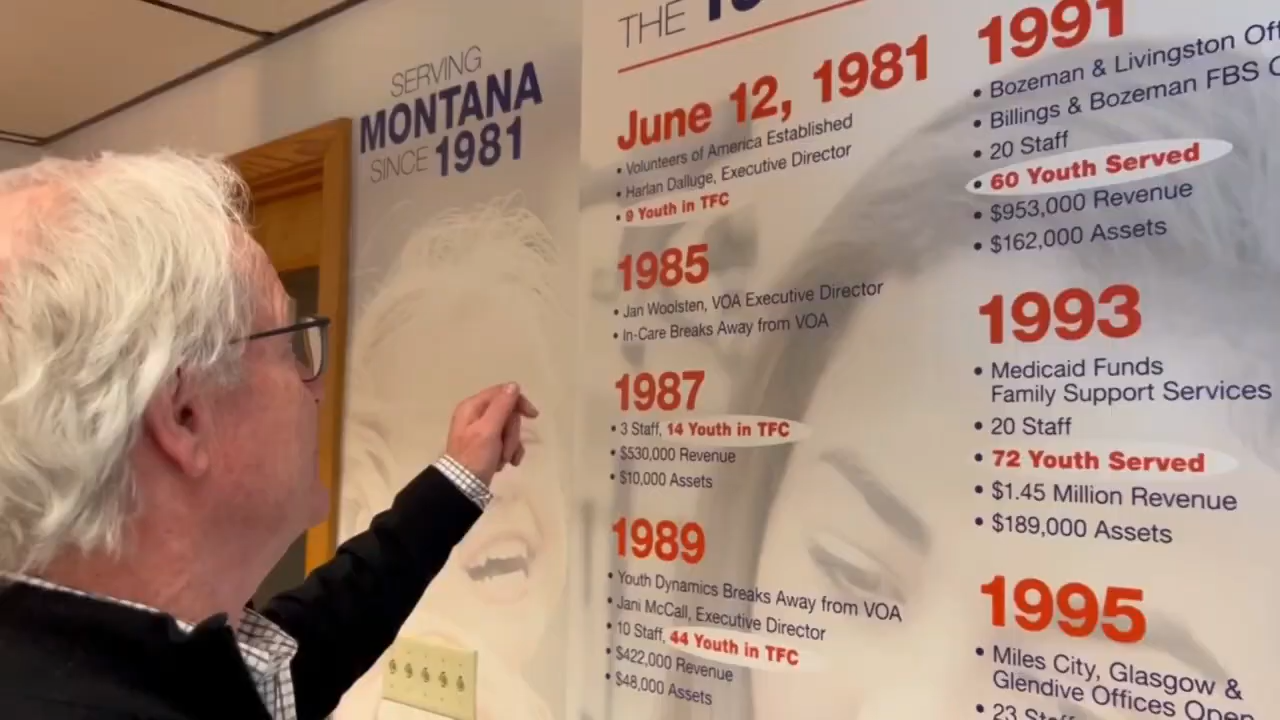 SERVING
MONTANA
SINCE 1981
THE
June 12, 1981
• Volunteers of America Established
• Harlan Dalluge, Executive Director
• 9 Youth in TFC
1985
• Jan Woolsten, VOA Executive Director
• In-Care Breaks Away from VOA
1987
• 3 Staff, 14 Youth in TFC
• $530,000 Revenue
• $10,000 Assets
1989
• Youth Dynamics Breaks Away from VOA
• Jani McCall, Executive Director
• 10 Staff, 44 Youth in TFC
• $422,000 Revenue
• $48,000 Assets
1991
• Bozeman & Livingston
• Billings & Bozeman FBS
• 20 Staff
• 60 Youth Served
• $953,000 Revenue
• $162,000 Assets
1993
• Medicaid Funds
Family Support Services
• 20 Staff
• 72 Youth Served
• $1.45 Million Revenue
• $189,000 Assets
1995
• Miles City, Glasgow &
Glendive Offices Open
• 23 Staff